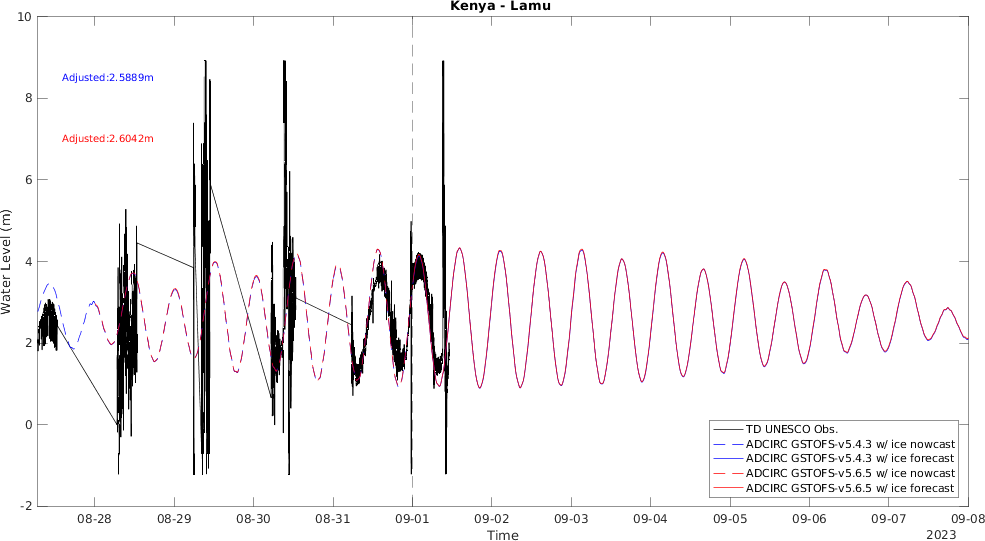 Kenya - Lamu
10
8
6
4
2
0
-2
Water Level (m)
Adjusted:2.5889m
Adjusted:2.6042m
TD UNESCO Obs.
ADCIRC GSTOFS-v5.4.3 w/ ice nowcast
ADCIRC GSTOFS-v5.4.3 w/ ice forecast
ADCIRC GSTOFS-v5.6.5 w/ ice nowcast
ADCIRC GSTOFS-v5.6.5 w/ ice forecast
08-28 08-29 08-30 08-31 09-01 09-02 09-03 09-04 09-05 09-06 09-07 09-08
Time
2023